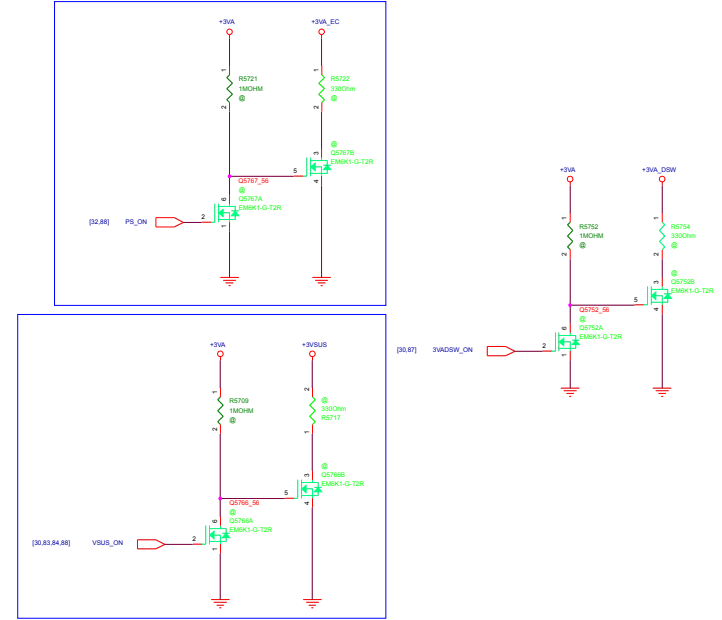 +3VA
+3VA_EC
1
R5721
1MOHM
@
2
1
R5722
330Ohm
@
2
@
Q5767B
EM6K1-G-T2R
3
5
4
Q5767_56
@
Q5767A
EM6K1-G-T2R
6
2
1
[32,88]
PS_ON
+3VA
+3VA_DSW
1
R5752
1MOHM
@
2
1
R5754
330Ohm
@
2
@
Q5752B
EM6K1-G-T2R
3
5
4
Q5752_56
@
Q5752A
EM6K1-G-T2R
6
2
1
[30,87]
3VADSW_ON
+3VA
+3VSUS
1
R5709
1MOHM
@
2
2
@
330Ohm
R5717
1
@
Q5766B
EM6K1-G-T2R
3
5
4
Q5766_56
@
Q5766A
EM6K1-G-T2R
6
2
1
[30,83,84,88]
VSUS_ON